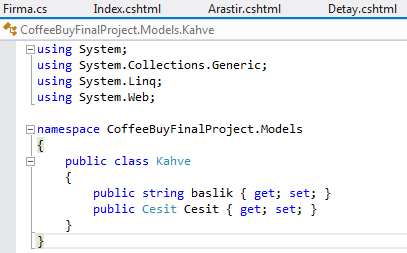 Firma.cs Index.cshtml Arastir.cshtml Detay.cshtml
CoffeeBuyFinalProject.Models.Kahve
using System;
using System.Collections.Generic;
using System.Linq;
using System.Web;
namespace CoffeeBuyFinalProject.Models
{
public class Kahve
{
public string baslik { get; set; }
public Cesit Cesit { get; set; }
}
}